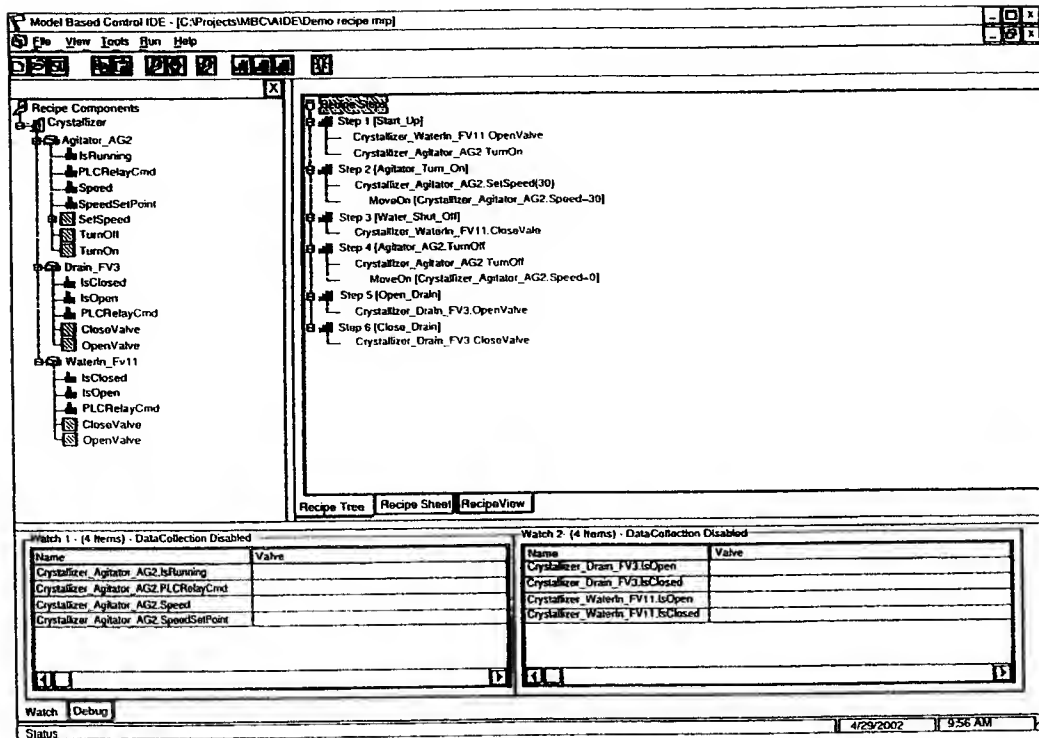 Model Based Control IDE - [C:\Projects\MBC\AIDE\Demo recipe mrp]
File View Tools Run Help
Recipe Components
Crystallizer
Agitator_AG2
IsRunning
PLCRelayCmd
Speed
SpeedSetPoint
SetSpeed
TurnOff
TurnOn
Drain_FV3
IsClosed
IsOpen
PLCRelayCmd
CloseValve
OpenValve
WaterIn_Fv11
IsClosed
IsOpen
PLCRelayCmd
CloseValve
OpenValve
Recipe Steps
Step 1 [Start_Up]
Crystallizer_WaterIn_FV11 OpenValve
Crystallizer_Agitator_AG2 TurnOn
Step 2 [Agitator_Turn_On]
Crystallizer_Agitator_AG2.SetSpeed(30)
MoveOn [Crystallizer_Agitator_AG2.Speed=30]
Step 3 [Water_Shut_Off]
Crystallizer_WaterIn_FV11.CloseVale
Step 4 [Agitator_AG2.TurnOff
Crystallizer_Agitator_AG2 TurnOff
MoveOn [Crystallizer_Agitator_AG2.Speed=0]
Step 5 [Open_Drain]
Crystallizer_Drain_FV3.OpenValve
Step 6 [Close_Drain]
Crystallizer_Drain_FV3 CloseValve
Recipe Tree Recipe Sheet RecipeView
Watch 1 - (4 Items) - DataCollection Disabled
Name Valve
Crystallizer_Agitator_AG2.IsRunning
Crystallizer_Agitator_AG2.PLCRelayCmd
Crystallizer_Agitator_AG2.Speed
Crystallizer_Agitator_AG2.SpeedSetPoint
Watch 2- (4 Items) - DataCollection Disabled
Name Valve
Crystallizer_Drain_FV3.IsOpen
Crystallizer_Drain_FV3.IsClosed
Crystallizer_WaterIn_FV11.IsOpen
Crystallizer_WaterIn_FV11.IsClosed
Watch Debug
Status 4/29/2002 9:56 AM